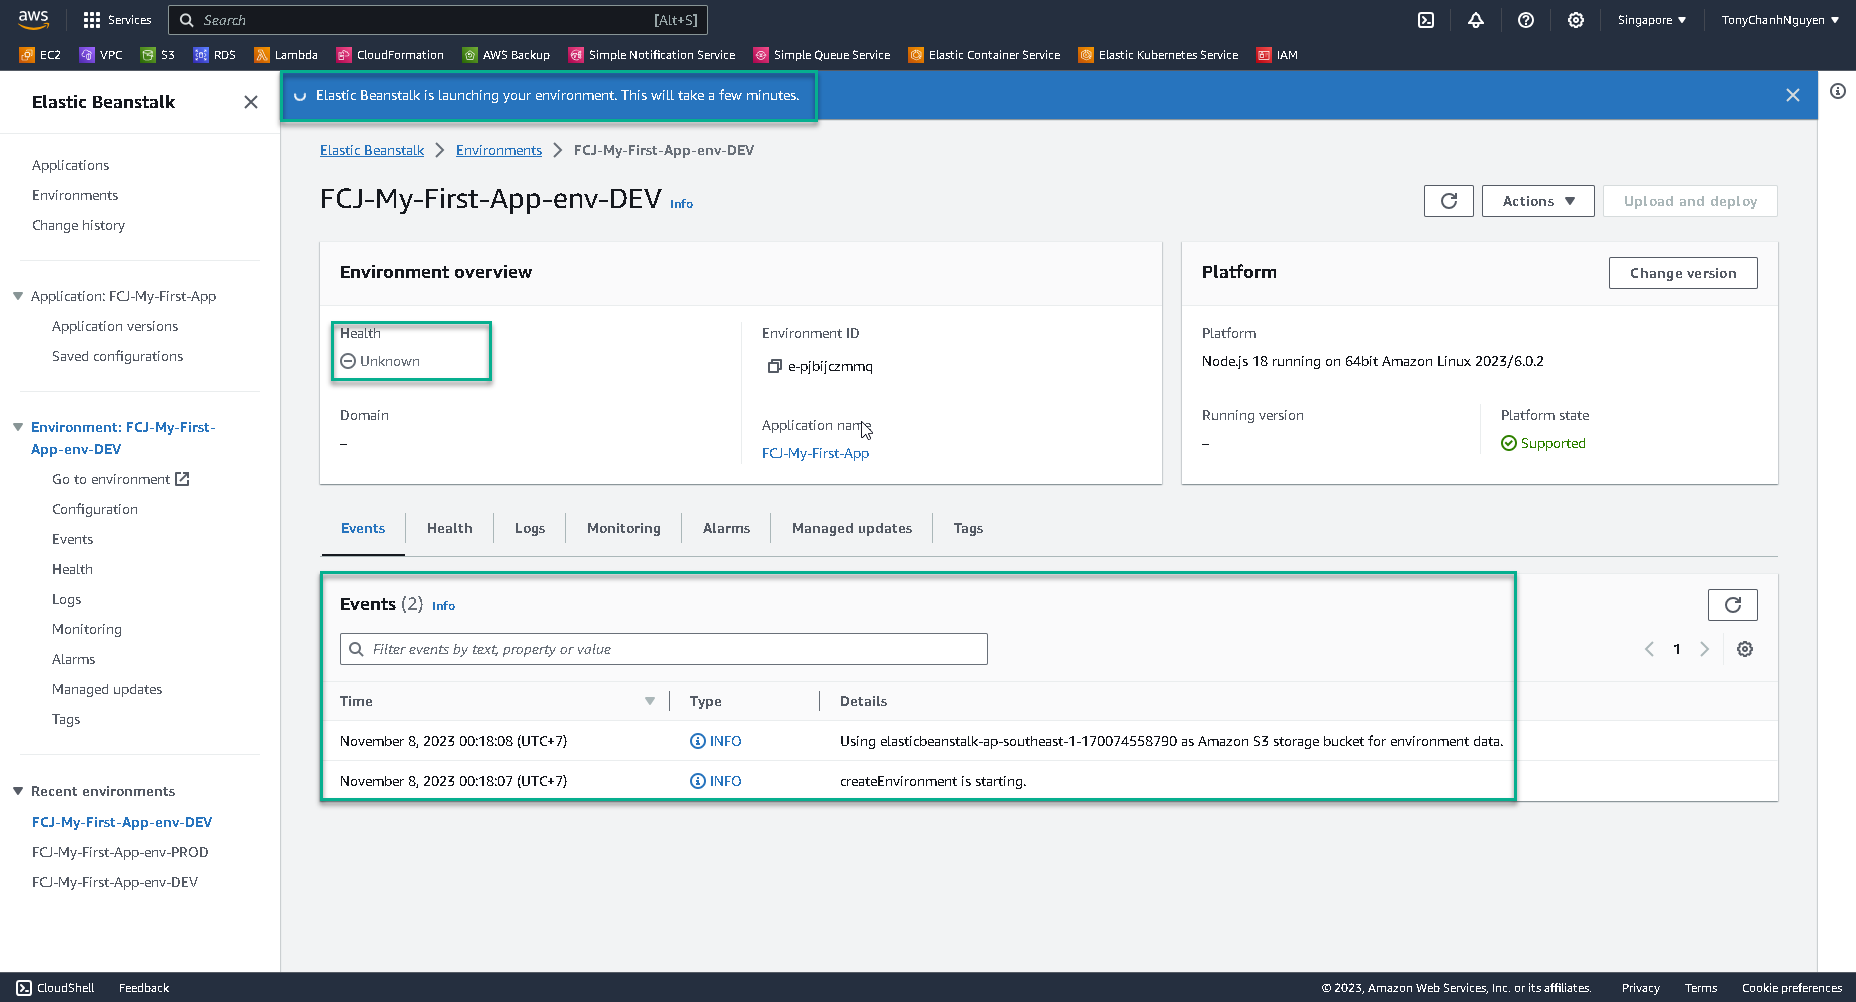 aws
Services
Search
[Alt+S]
Singapore
TonyChanhNguyen
EC2
VPC
S3
RDS
Lambda
CloudFormation
AWS Backup
Simple Notification Service
Simple Queue Service
Elastic Container Service
Elastic Kubernetes Service
IAM
Elastic Beanstalk
Applications
Environments
Change history
Application: FCJ-My-First-App
Application versions
Saved configurations
Environment: FCJ-My-First-
App-env-DEV
Go to environment
Configuration
Events
Health
Logs
Monitoring
Alarms
Managed updates
Tags
Recent environments
FCJ-My-First-App-env-DEV
FCJ-My-First-App-env-PROD
FCJ-My-First-App-env-DEV
Elastic Beanstalk is launching your environment. This will take a few minutes.
Elastic Beanstalk
Environments
FCJ-My-First-App-env-DEV
FCJ-My-First-App-env-DEV Info
Actions
Upload and deploy
Environment overview
Health
Unknown
Domain
–
Environment ID
e-pjbijczmmq
Application name
FCJ-My-First-App
Platform
Change version
Platform
Node.js 18 running on 64bit Amazon Linux 2023/6.0.2
Running version
–
Platform state
Supported
Events
Health
Logs
Monitoring
Alarms
Managed updates
Tags
Events (2) Info
Filter events by text, property or value
1
Time
Type
Details
November 8, 2023 00:18:08 (UTC+7)
INFO
Using elasticbeanstalk-ap-southeast-1-170074558790 as Amazon S3 storage bucket for environment data.
November 8, 2023 00:18:07 (UTC+7)
INFO
createEnvironment is starting.
CloudShell
Feedback
© 2023, Amazon Web Services, Inc. or its affiliates.
Privacy
Terms
Cookie preferences